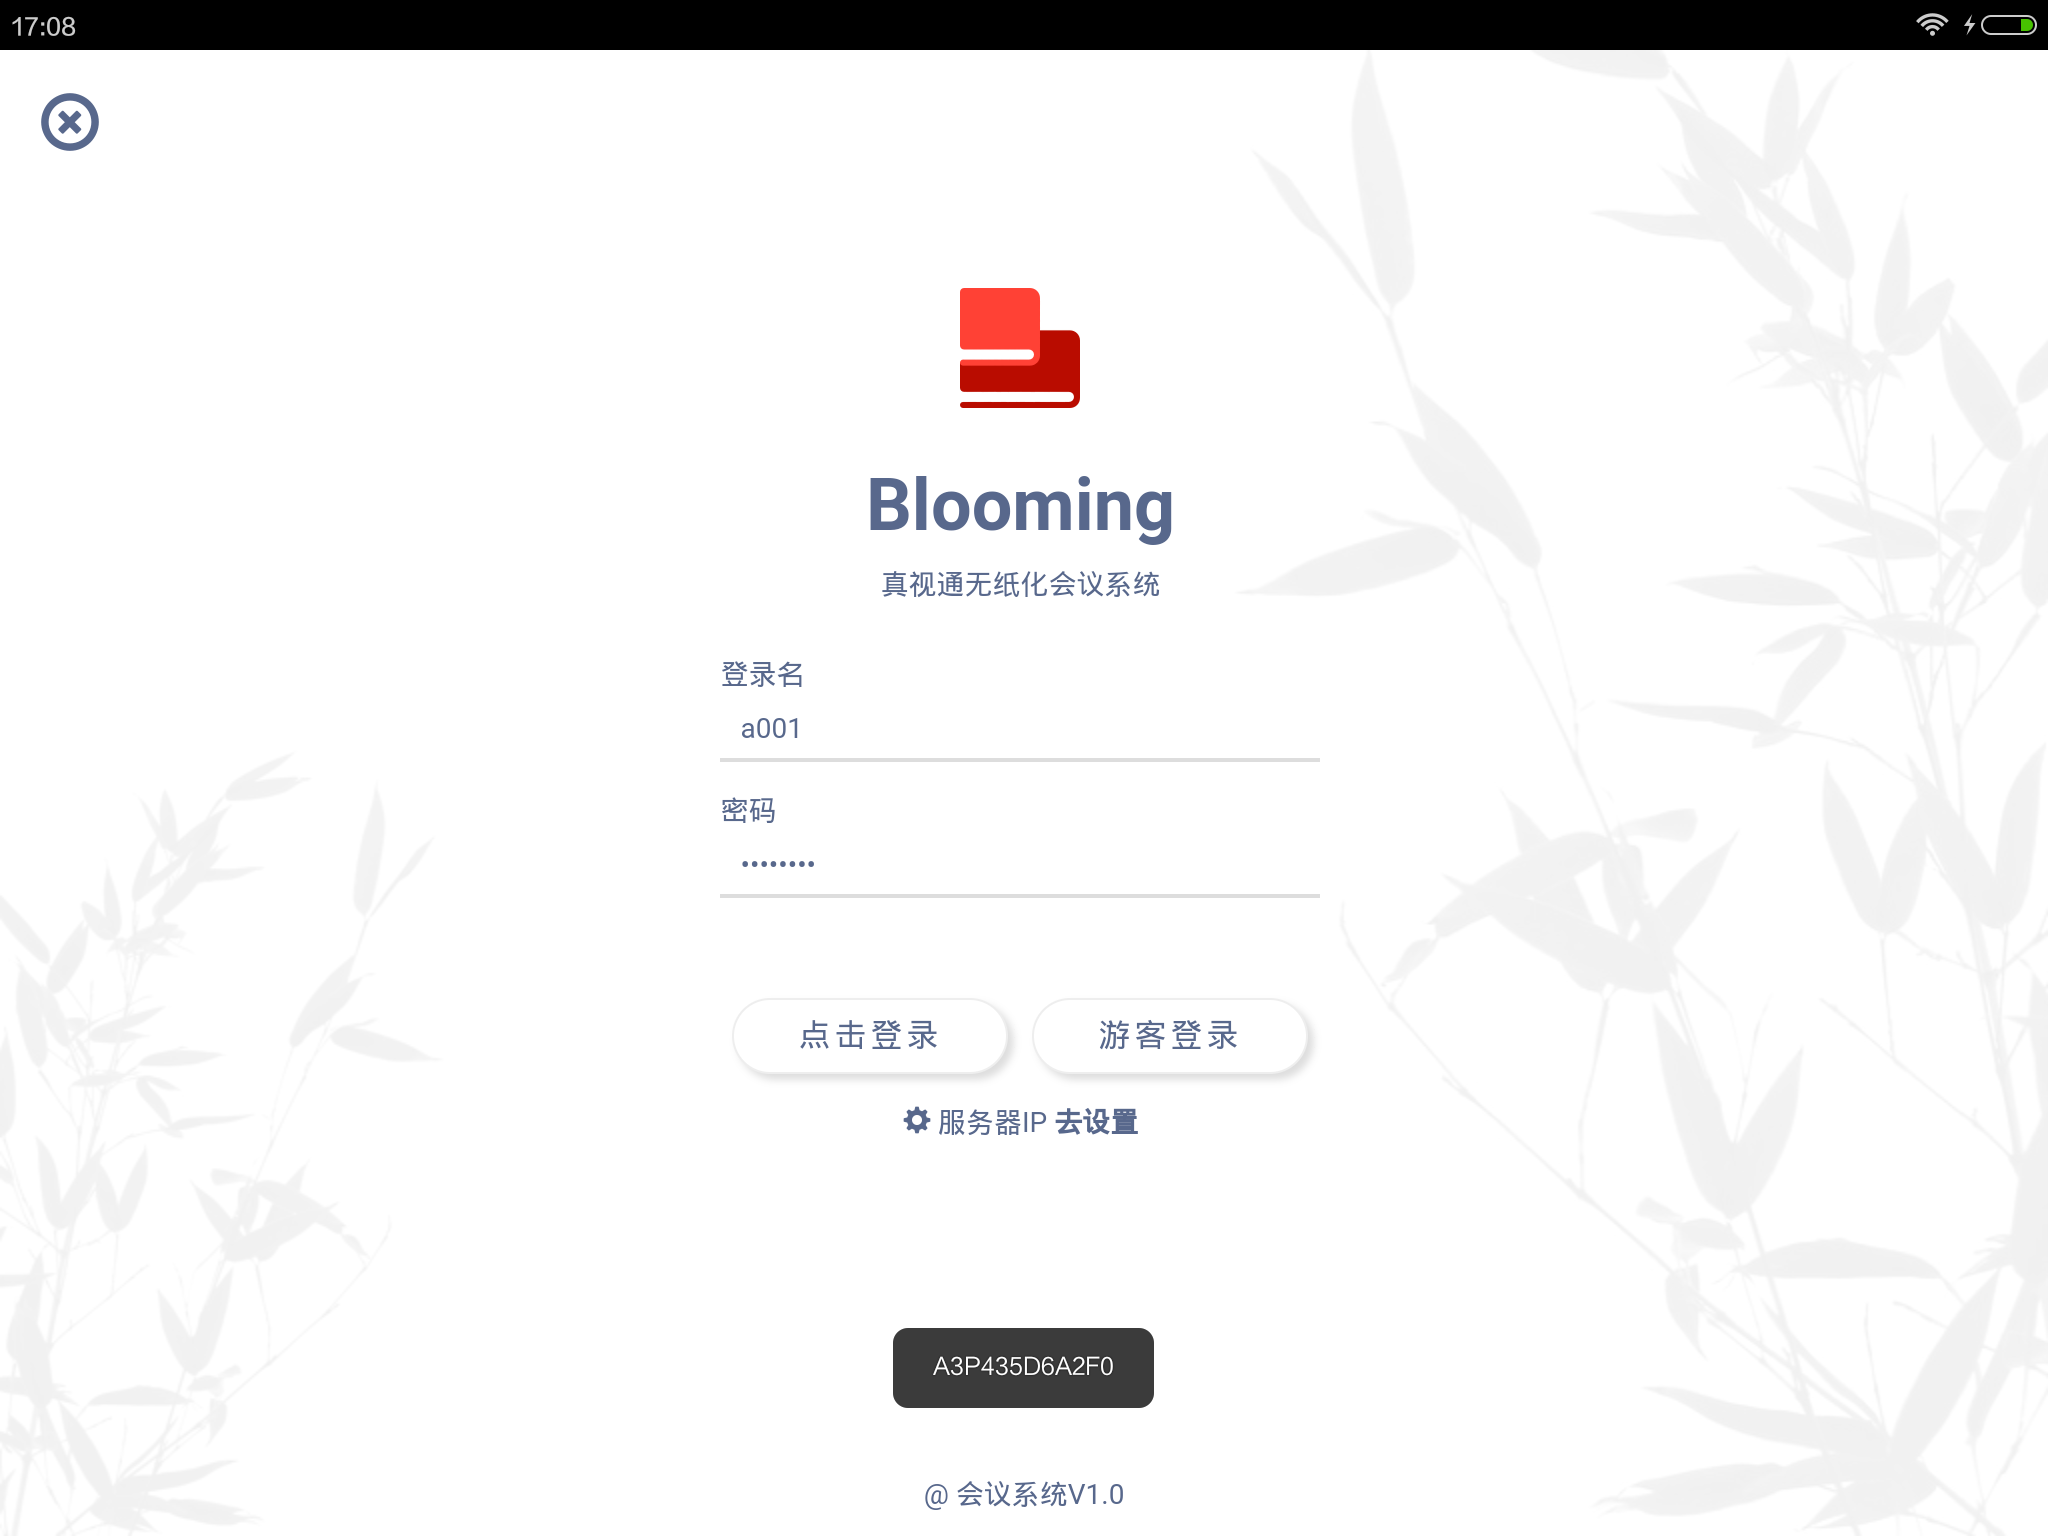 17:08
Blooming
真视通无纸化会议系统
登录名
a001
密码
••••••••
点击登录
游客登录
服务器IP 去设置
A3P435D6A2F0
@ 会议系统V1.0